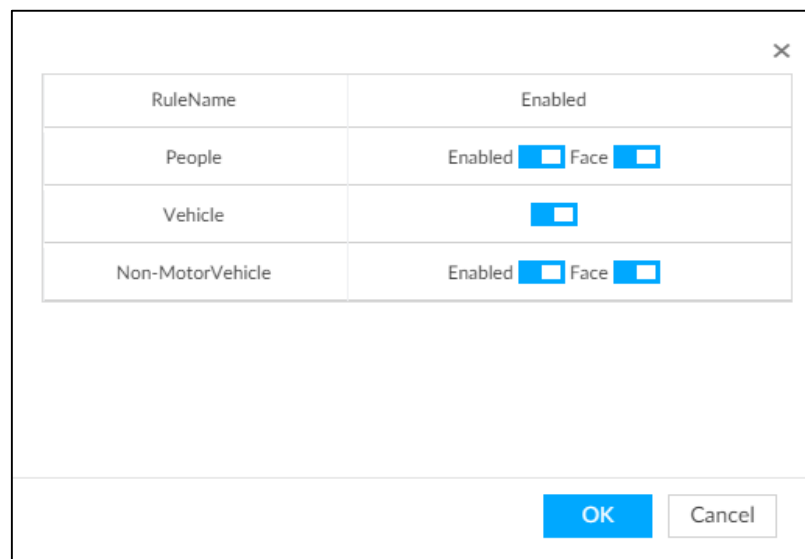 RuleName Enabled
People Enabled Face
Vehicle
Non-MotorVehicle Enabled Face
OK Cancel